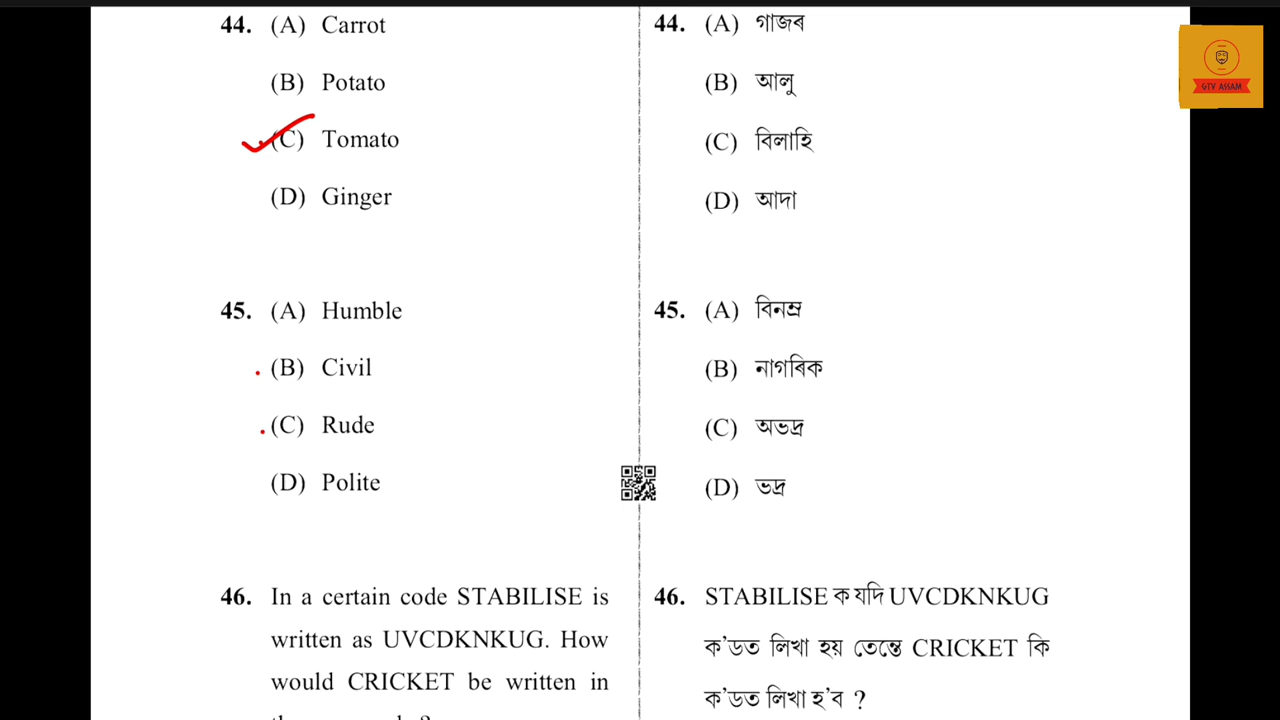 44. (A) Carrot
(B) Potato
(C) Tomato
(D) Ginger
45. (A) Humble
(B) Civil
(C) Rude
(D) Polite
46. In a certain code STABILISE is
written as UVCDKNKUG. How
would CRICKET be written in
44. (A) গাজৰ
(B) আলু
(C) বিলাহি
(D) আদা
45. (A) বিনম্ৰ
(B) নাগৰিক
(C) অভদ্ৰ
(D) ভদ্ৰ
46. STABILISE ক যদি UVCDKNKUG
ক'ডত লিখা হয় তেন্তে CRICKET কি
ক'ডত লিখা হ'ব ?
GTV ASSAM